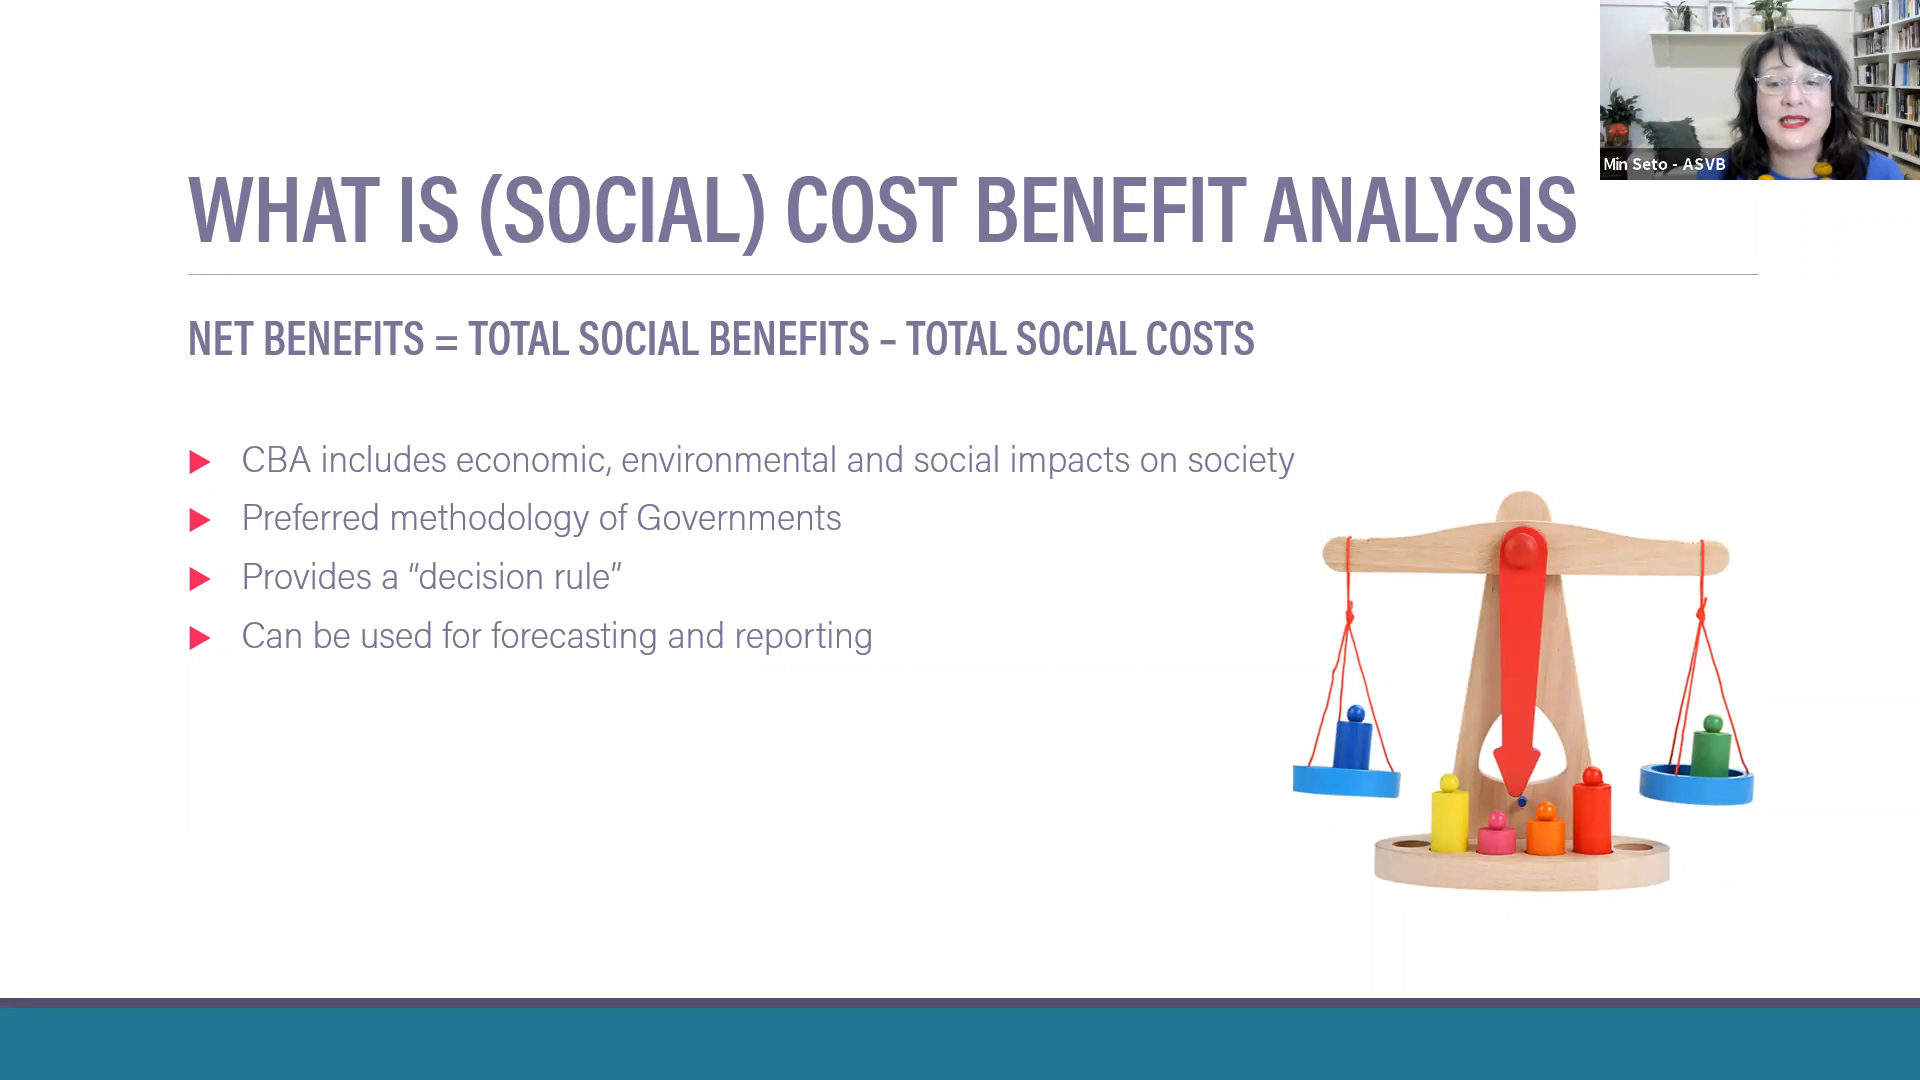 Min Seto - ASVB
WHAT IS (SOCIAL) COST BENEFIT ANALYSIS
NET BENEFITS = TOTAL SOCIAL BENEFITS – TOTAL SOCIAL COSTS
CBA includes economic, environmental and social impacts on society
Preferred methodology of Governments
Provides a “decision rule”
Can be used for forecasting and reporting